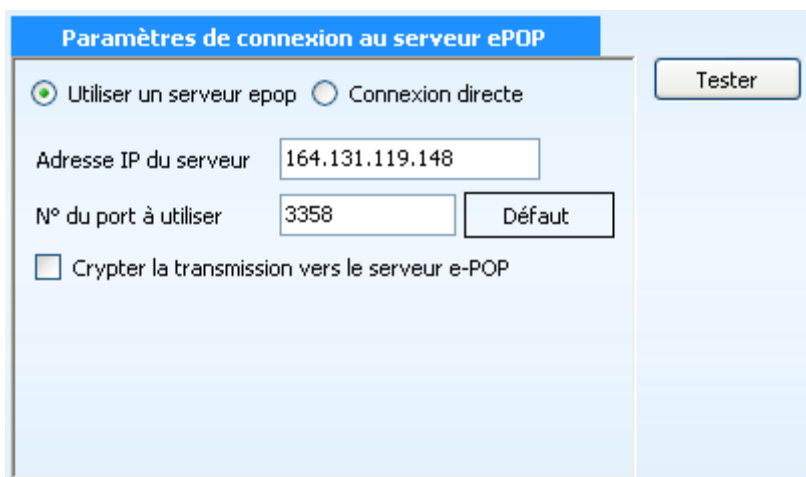 Paramètres de connexion au serveur ePOP
Utiliser un serveur epop Connexion directe
Tester
Adresse IP du serveur 164.131.119.148
N° du port à utiliser 3358 Défaut
Crypter la transmission vers le serveur e-POP